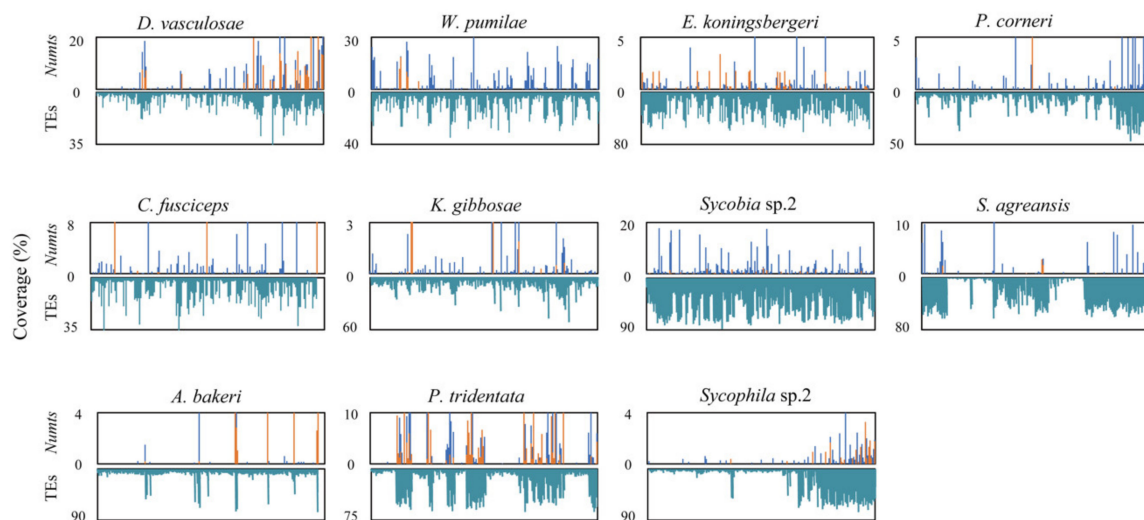 D. vasculosae W. pumilae E. koningsbergeri P. corneri
20 30 5 5
Numts
0 0 0 0
TEs
35 40 80 50
C. fusciceps K. gibbosae Sycobia sp.2 S. agreansis
8 3 20 10
Numts
0 0 0 0
TEs
35 60 90 80
Coverage (%)
A. bakeri P. tridentata Sycophila sp.2
4 10 4
Numts
0 0 0
TEs
90 75 90